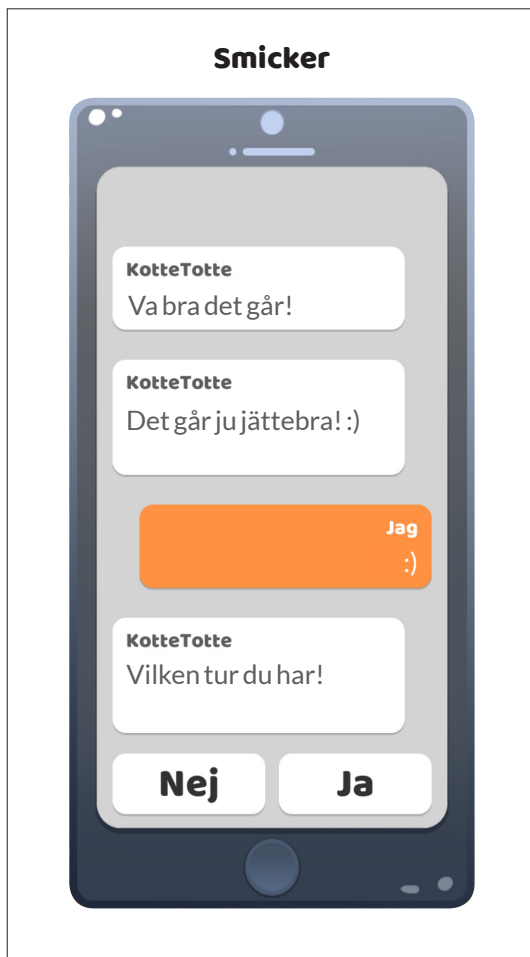 Smicker
KotteTotte
Va bra det går!
KotteTotte
Det går ju jättebra! :)
Jag
:)
KotteTotte
Vilken tur du har!
Nej Ja